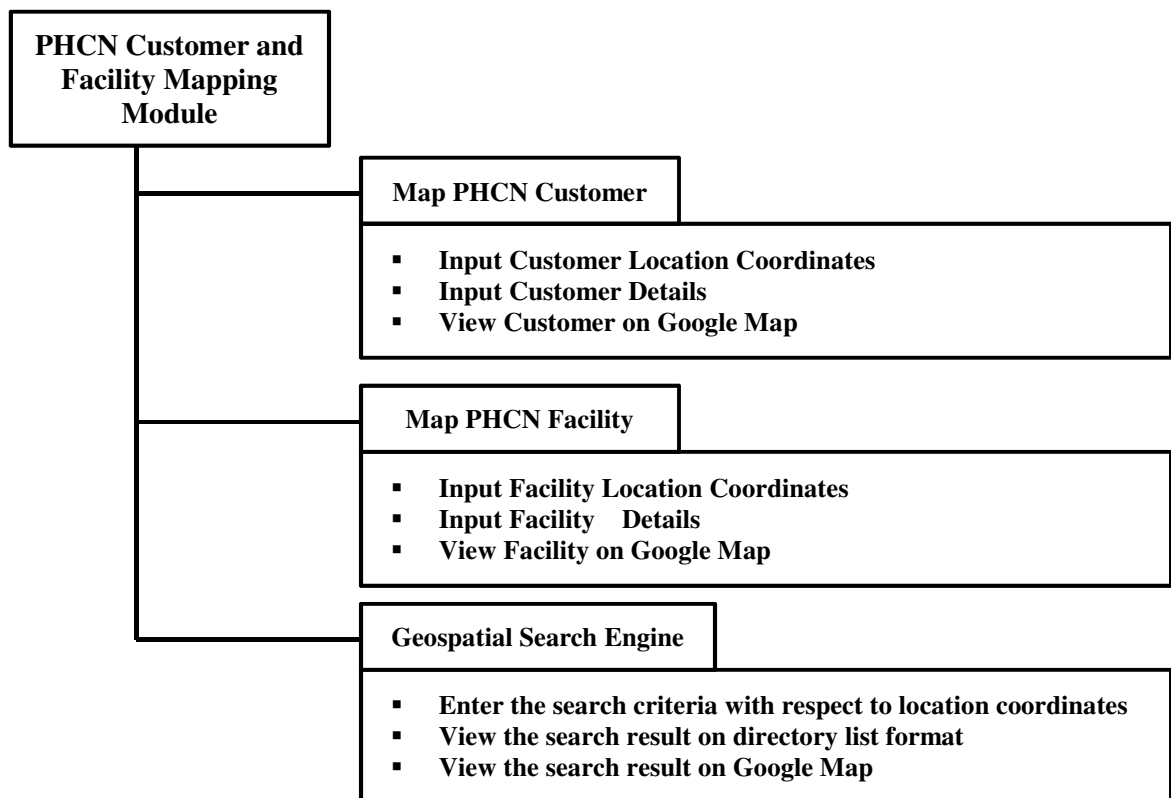 PHCN Customer and
Facility Mapping
Module
Map PHCN Customer
▪ Input Customer Location Coordinates
▪ Input Customer Details
▪ View Customer on Google Map
Map PHCN Facility
▪ Input Facility Location Coordinates
▪ Input Facility Details
▪ View Facility on Google Map
Geospatial Search Engine
▪ Enter the search criteria with respect to location coordinates
▪ View the search result on directory list format
▪ View the search result on Google Map